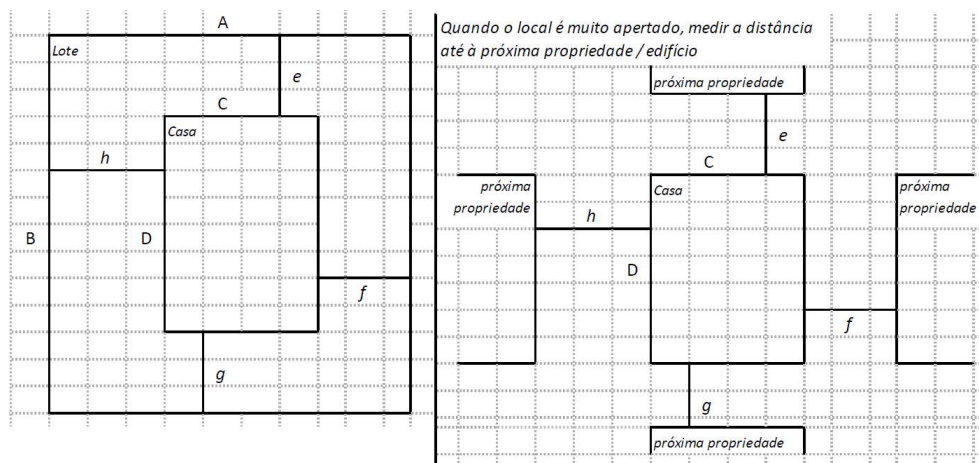 A
Lote
e
C
Casa
h
B
D
f
g
Quando o local é muito apertado, medir a distância
até à próxima propriedade / edifício
próxima propriedade
e
C
próxima
propriedade
Casa
próxima
propriedade
h
D
f
g
próxima propriedade